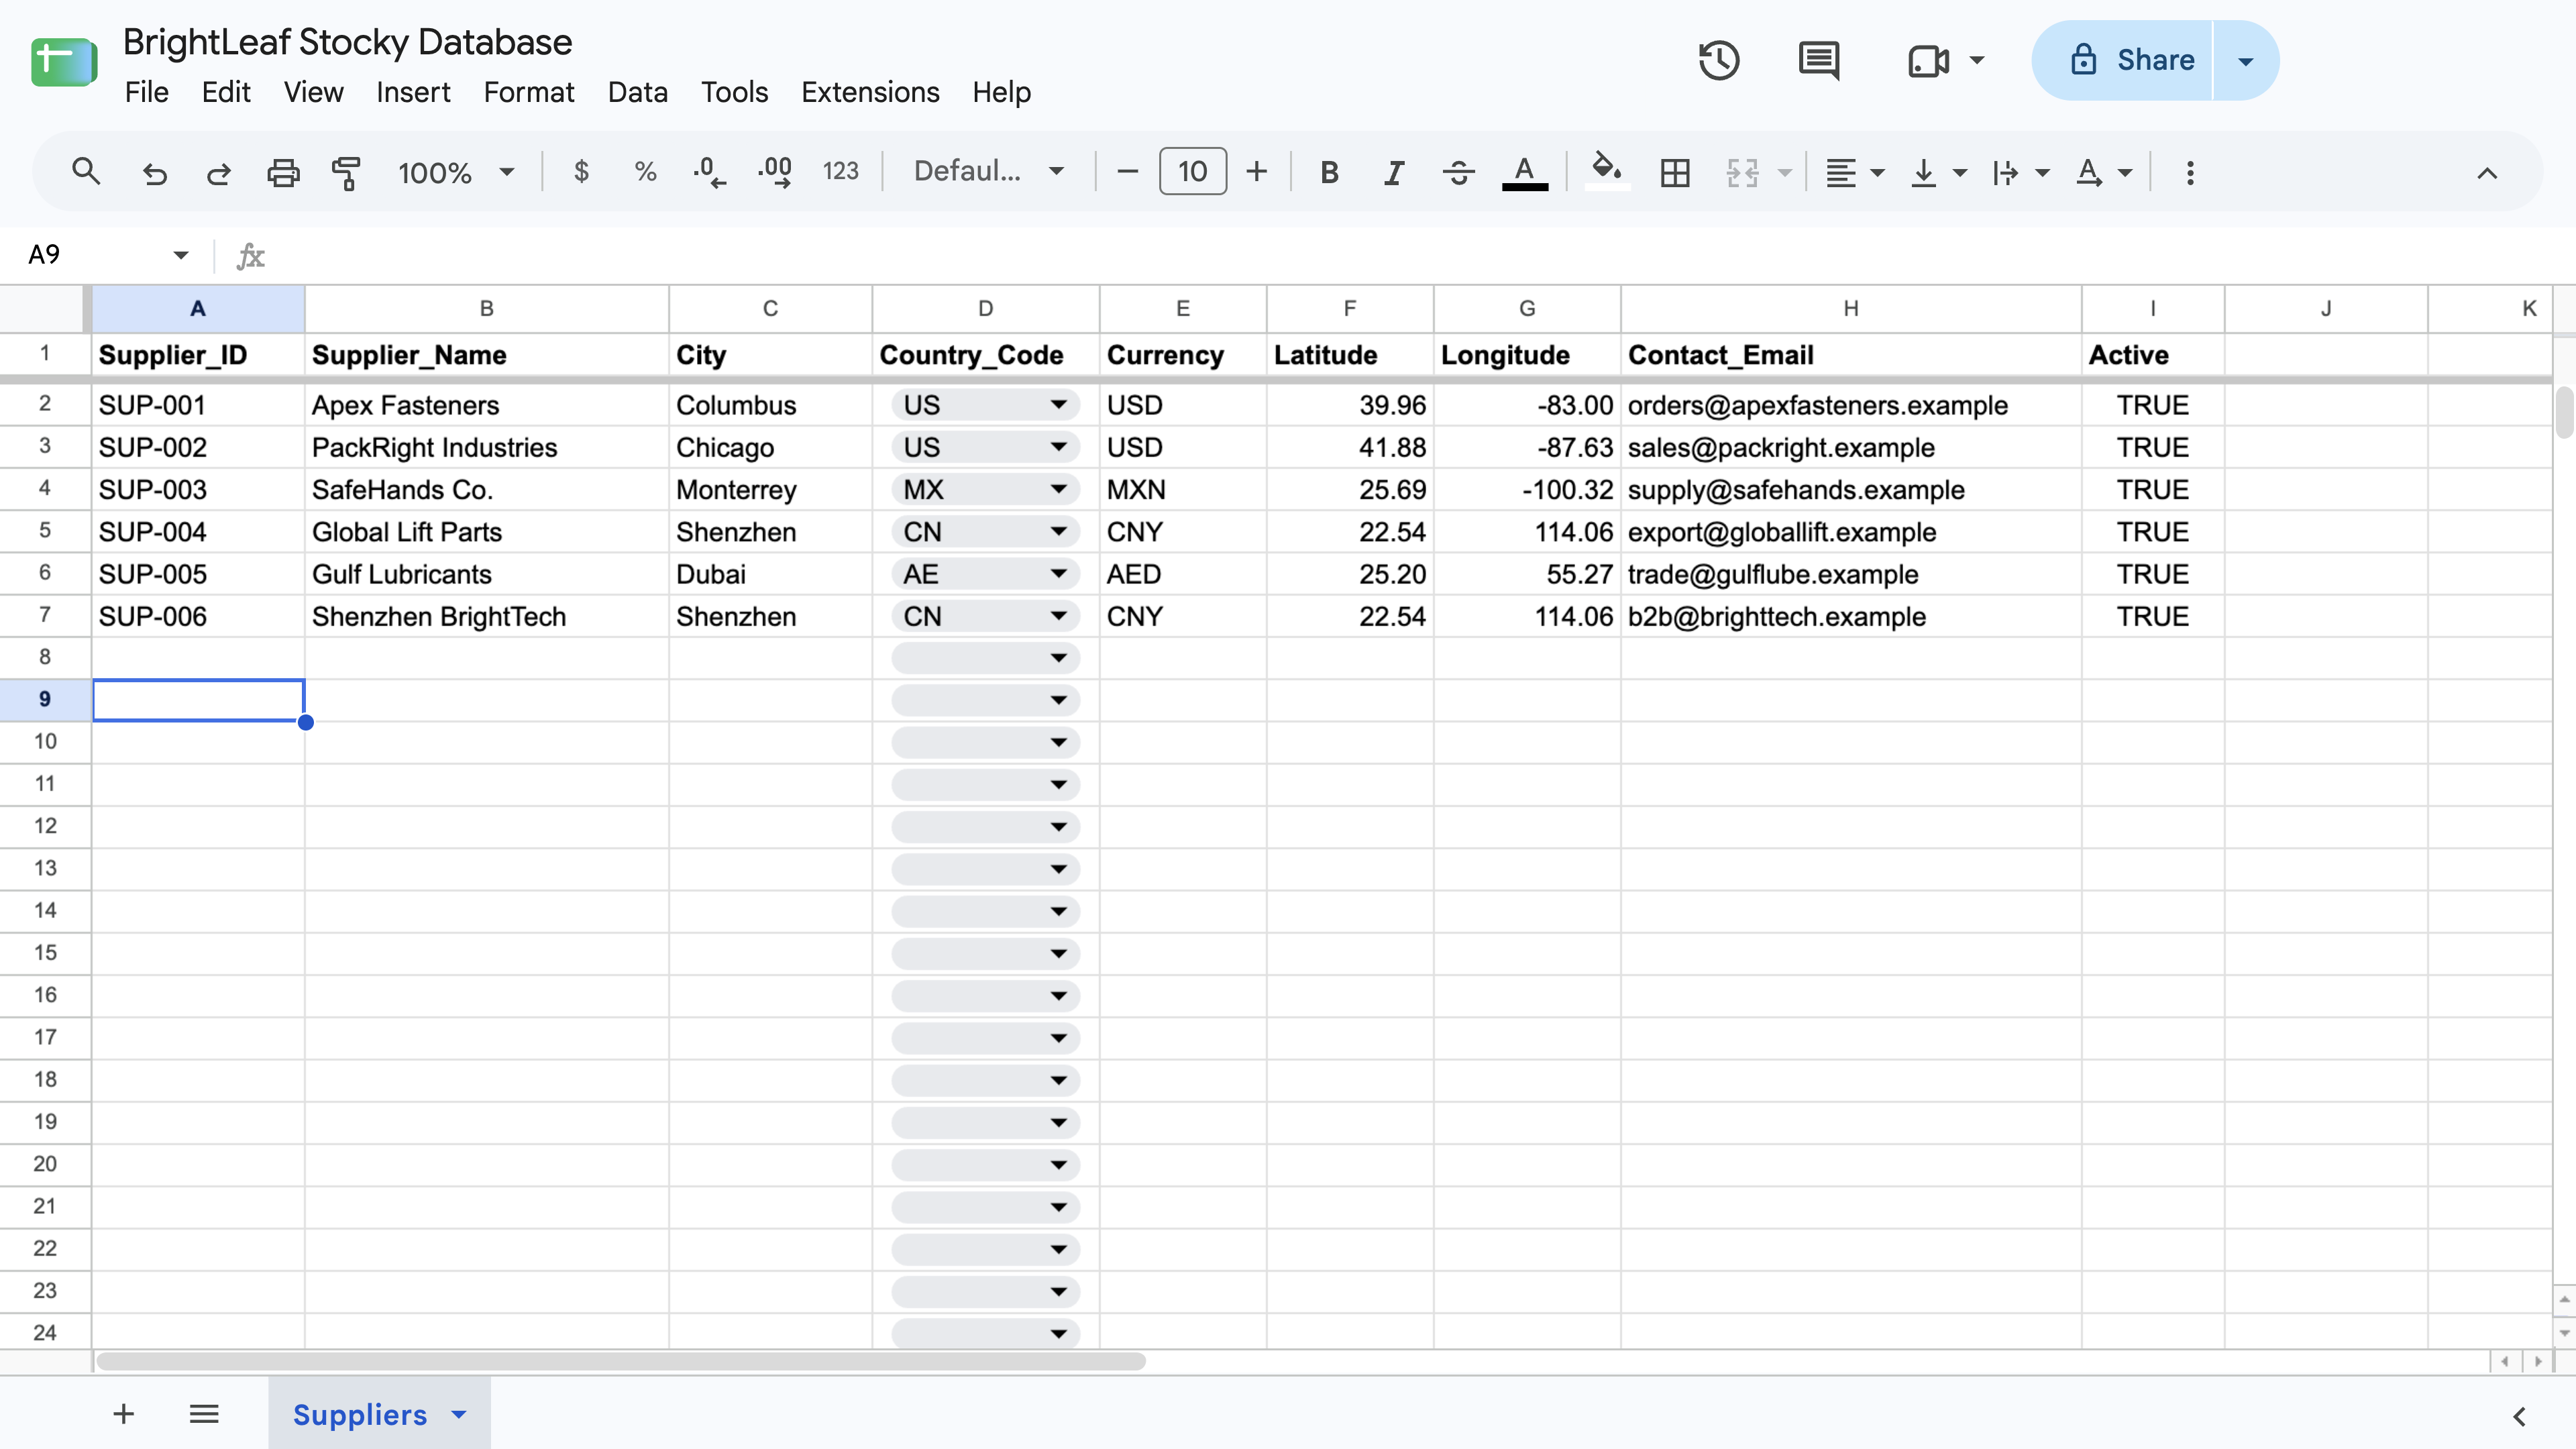 BrightLeaf Stocky Database
File Edit View Insert Format Data Tools Extensions Help
Share
100% $ % .0 .00 123 Defaul... 10 B I A A
A9 fx
A B C D E F G H I J K
1 Supplier_ID Supplier_Name City Country_Code Currency Latitude Longitude Contact_Email Active
2 SUP-001 Apex Fasteners Columbus US USD 39.96 -83.00 orders@apexfasteners.example TRUE
3 SUP-002 PackRight Industries Chicago US USD 41.88 -87.63 sales@packright.example TRUE
4 SUP-003 SafeHands Co. Monterrey MX MXN 25.69 -100.32 supply@safehands.example TRUE
5 SUP-004 Global Lift Parts Shenzhen CN CNY 22.54 114.06 export@globallift.example TRUE
6 SUP-005 Gulf Lubricants Dubai AE AED 25.20 55.27 trade@gulflube.example TRUE
7 SUP-006 Shenzhen BrightTech Shenzhen CN CNY 22.54 114.06 b2b@brighttech.example TRUE
8
9
10
11
12
13
14
15
16
17
18
19
20
21
22
23
24
Suppliers